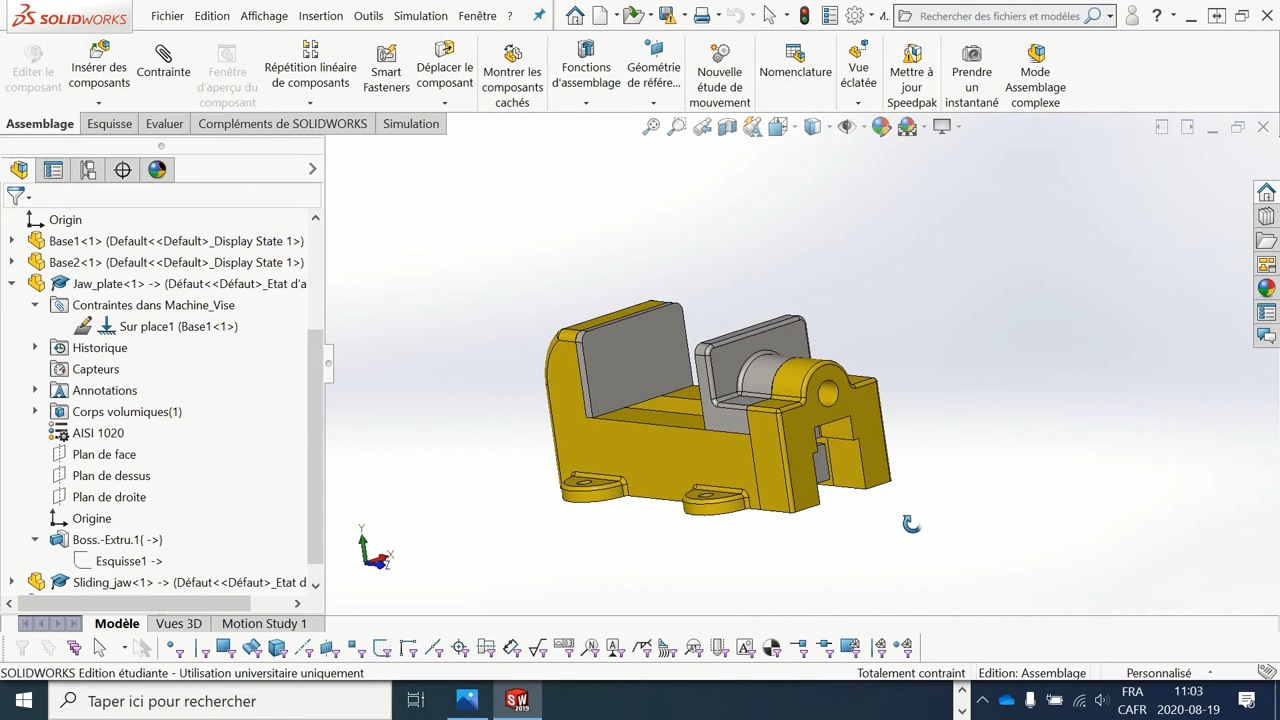 SOLIDWORKS
Fichier Edition Affichage Insertion Outils Simulation Fenêtre ?
Rechercher des fichiers et modèles
?
Editer le composant
Insérer des composants
Contrainte
Fenêtre d'aperçu du composant
Répétition linéaire de composants
Smart Fasteners
Déplacer le composant
Montrer les composants cachés
Fonctions d'assemblage
Géométrie de référe...
Nouvelle étude de mouvement
Nomenclature
Vue éclatée
Mettre à jour Speedpak
Prendre un instantané
Mode Assemblage complexe
Assemblage Esquisse Evaluer Compléments de SOLIDWORKS Simulation
Origin
Base1<1> (Default<<Default>_Display State 1>)
Base2<1> (Default<<Default>_Display State 1>)
Jaw_plate<1> -> (Défaut<<Défaut>_Etat d'a
Contraintes dans Machine_Vise
Sur place1 (Base1<1>)
Historique
Capteurs
Annotations
Corps volumiques(1)
AISI 1020
Plan de face
Plan de dessus
Plan de droite
Origine
Boss.-Extru.1{ ->}
Esquisse1 ->
Sliding_jaw<1> -> (Défaut<<Défaut>_Etat d
Y
X
Z
Modèle Vues 3D Motion Study 1
SOLIDWORKS Edition étudiante - Utilisation universitaire uniquement
Totalement contraint Edition: Assemblage Personnalisé
Taper ici pour rechercher
SW
2019
FRA
CAFR
11:03
2020-08-19